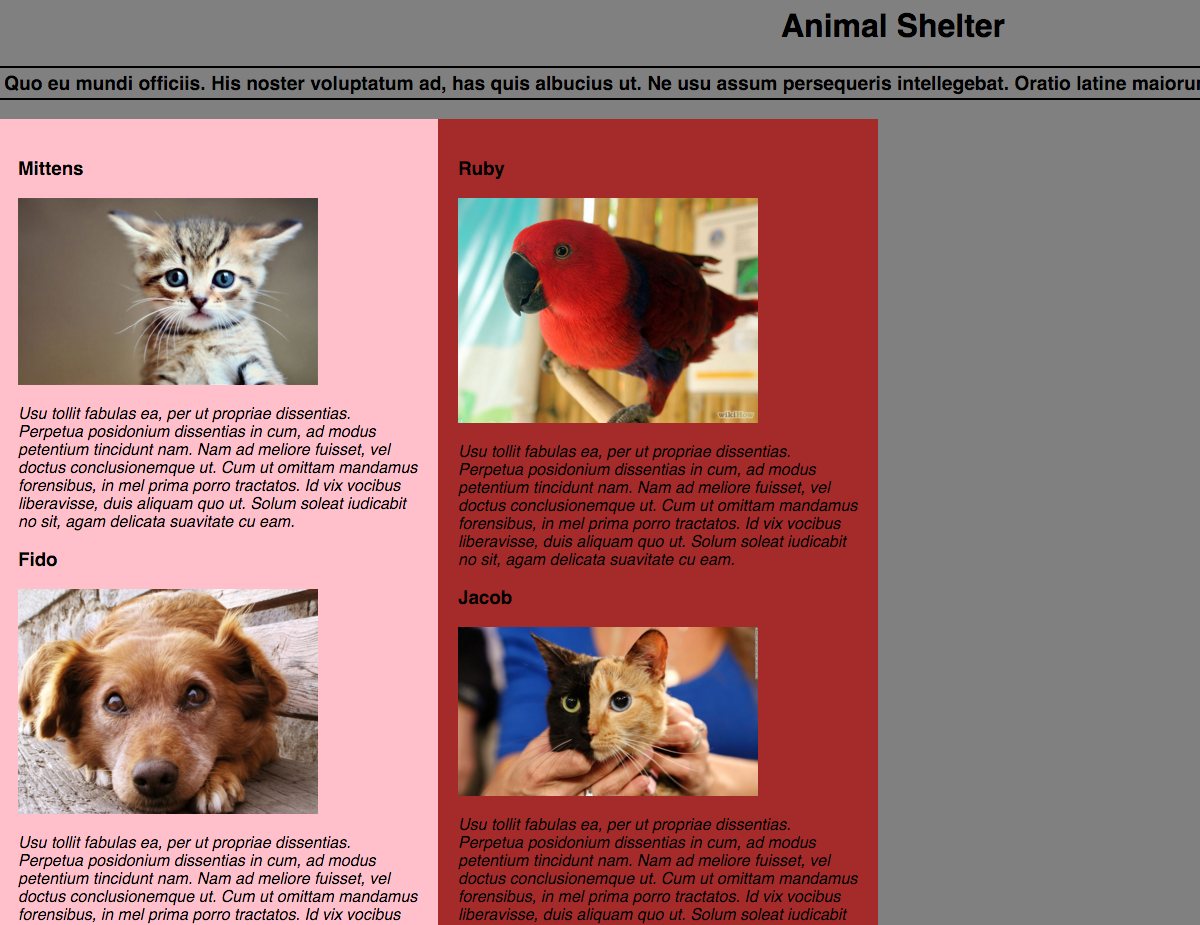 Animal Shelter
Quo eu mundi officiis. His noster voluptatum ad, has quis albucius ut. Ne usu assum persequeris intellegebat. Oratio latine
Mittens
Usu tollit fabulas ea, per ut propriae dissentias.
Perpetua posidonium dissentias in cum, ad modus
petentium tincidunt nam. Nam ad meliore fuisset, vel
doctus conclusionemque ut. Cum ut omittam mandamus
forensibus, in mel prima porro tractatos. Id vix vocibus
liberavisse, duis aliquam quo ut. Solum soleat iudicabit
no sit, agam delicata suavitate cu eam.
Fido
Usu tollit fabulas ea, per ut propriae dissentias.
Perpetua posidonium dissentias in cum, ad modus
petentium tincidunt nam. Nam ad meliore fuisset, vel
doctus conclusionemque ut. Cum ut omittam mandamus
forensibus, in mel prima porro tractatos. Id vix vocibus
Ruby
wikiHow
Usu tollit fabulas ea, per ut propriae dissentias.
Perpetua posidonium dissentias in cum, ad modus
petentium tincidunt nam. Nam ad meliore fuisset, vel
doctus conclusionemque ut. Cum ut omittam mandamus
forensibus, in mel prima porro tractatos. Id vix vocibus
liberavisse, duis aliquam quo ut. Solum soleat iudicabit
no sit, agam delicata suavitate cu eam.
Jacob
Usu tollit fabulas ea, per ut propriae dissentias.
Perpetua posidonium dissentias in cum, ad modus
petentium tincidunt nam. Nam ad meliore fuisset, vel
doctus conclusionemque ut. Cum ut omittam mandamus
forensibus, in mel prima porro tractatos. Id vix vocibus
liberavisse, duis aliquam quo ut. Solum soleat iudicabit